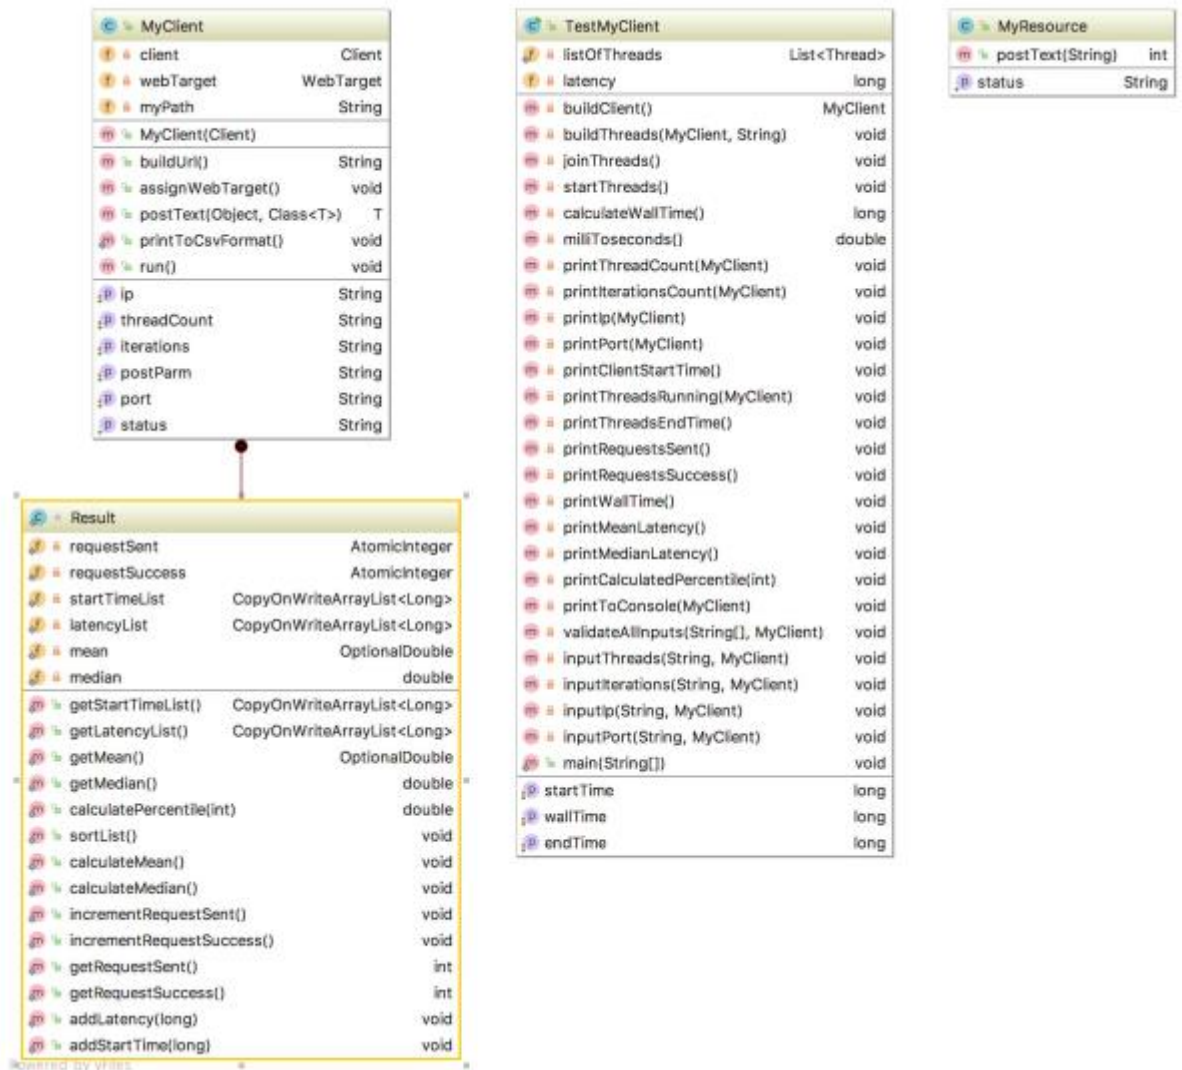 MyClient
client Client
webTarget WebTarget
myPath String
MyClient(Client)
buildUrl() String
assignWebTarget() void
postText(Object, Class<T>) T
printToCsvFormat() void
run() void
ip String
threadCount String
iterations String
postParm String
port String
status String
Result
requestSent AtomicInteger
requestSuccess AtomicInteger
startTimeList CopyOnWriteArrayList<Long>
latencyList CopyOnWriteArrayList<Long>
mean OptionalDouble
median double
getStartTimeList() CopyOnWriteArrayList<Long>
getLatencyList() CopyOnWriteArrayList<Long>
getMean() OptionalDouble
getMedian() double
calculatePercentile(int) double
sortList() void
calculateMean() void
calculateMedian() void
incrementRequestSent() void
incrementRequestSuccess() void
getRequestSent() int
getRequestSuccess() int
addLatency(long) void
addStartTime(long) void
Powered by yFiles
TestMyClient
listOfThreads List<Thread>
latency long
buildClient() MyClient
buildThreads(MyClient, String) void
joinThreads() void
startThreads() void
calculateWallTime() long
milliToseconds() double
printThreadCount(MyClient) void
printIterationsCount(MyClient) void
printIp(MyClient) void
printPort(MyClient) void
printClientStartTime() void
printThreadsRunning(MyClient) void
printThreadsEndTime() void
printRequestsSent() void
printRequestsSuccess() void
printWallTime() void
printMeanLatency() void
printMedianLatency() void
printCalculatedPercentile(int) void
printToConsole(MyClient) void
validateAllInputs(String[], MyClient) void
inputThreads(String, MyClient) void
inputIterations(String, MyClient) void
inputIp(String, MyClient) void
inputPort(String, MyClient) void
main(String[]) void
startTime long
wallTime long
endTime long
MyResource
postText(String) int
status String